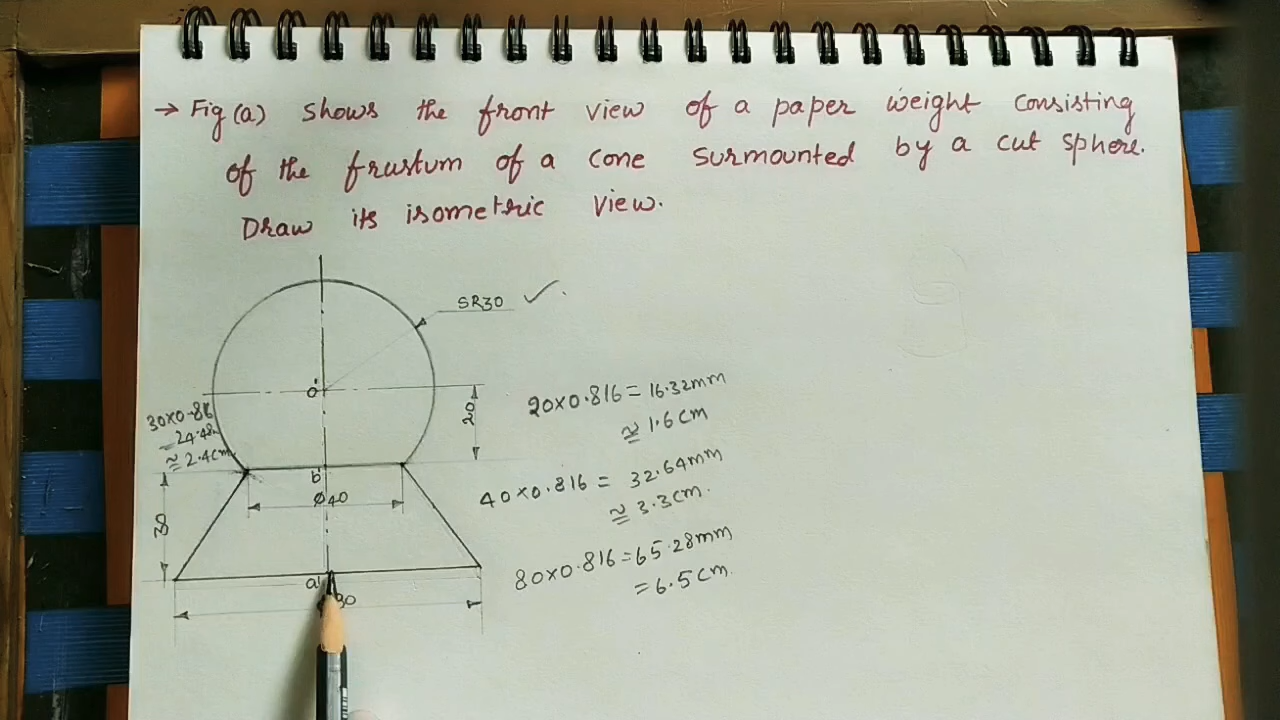 → Fig (a) shows the front view of a paper weight consisting
of the frustum of a cone surmounted by a cut sphere.
Draw its isometric view.
SR30 ✓.
o'
20
20×0.816 = 16.32mm
≅ 1.6cm
30×0.816
= 24.48
≅ 2.4cm
b'
ø40
30
40×0.816 = 32.64mm
≅ 3.3cm.
80×0.816 = 65.28mm
= 6.5cm
a'